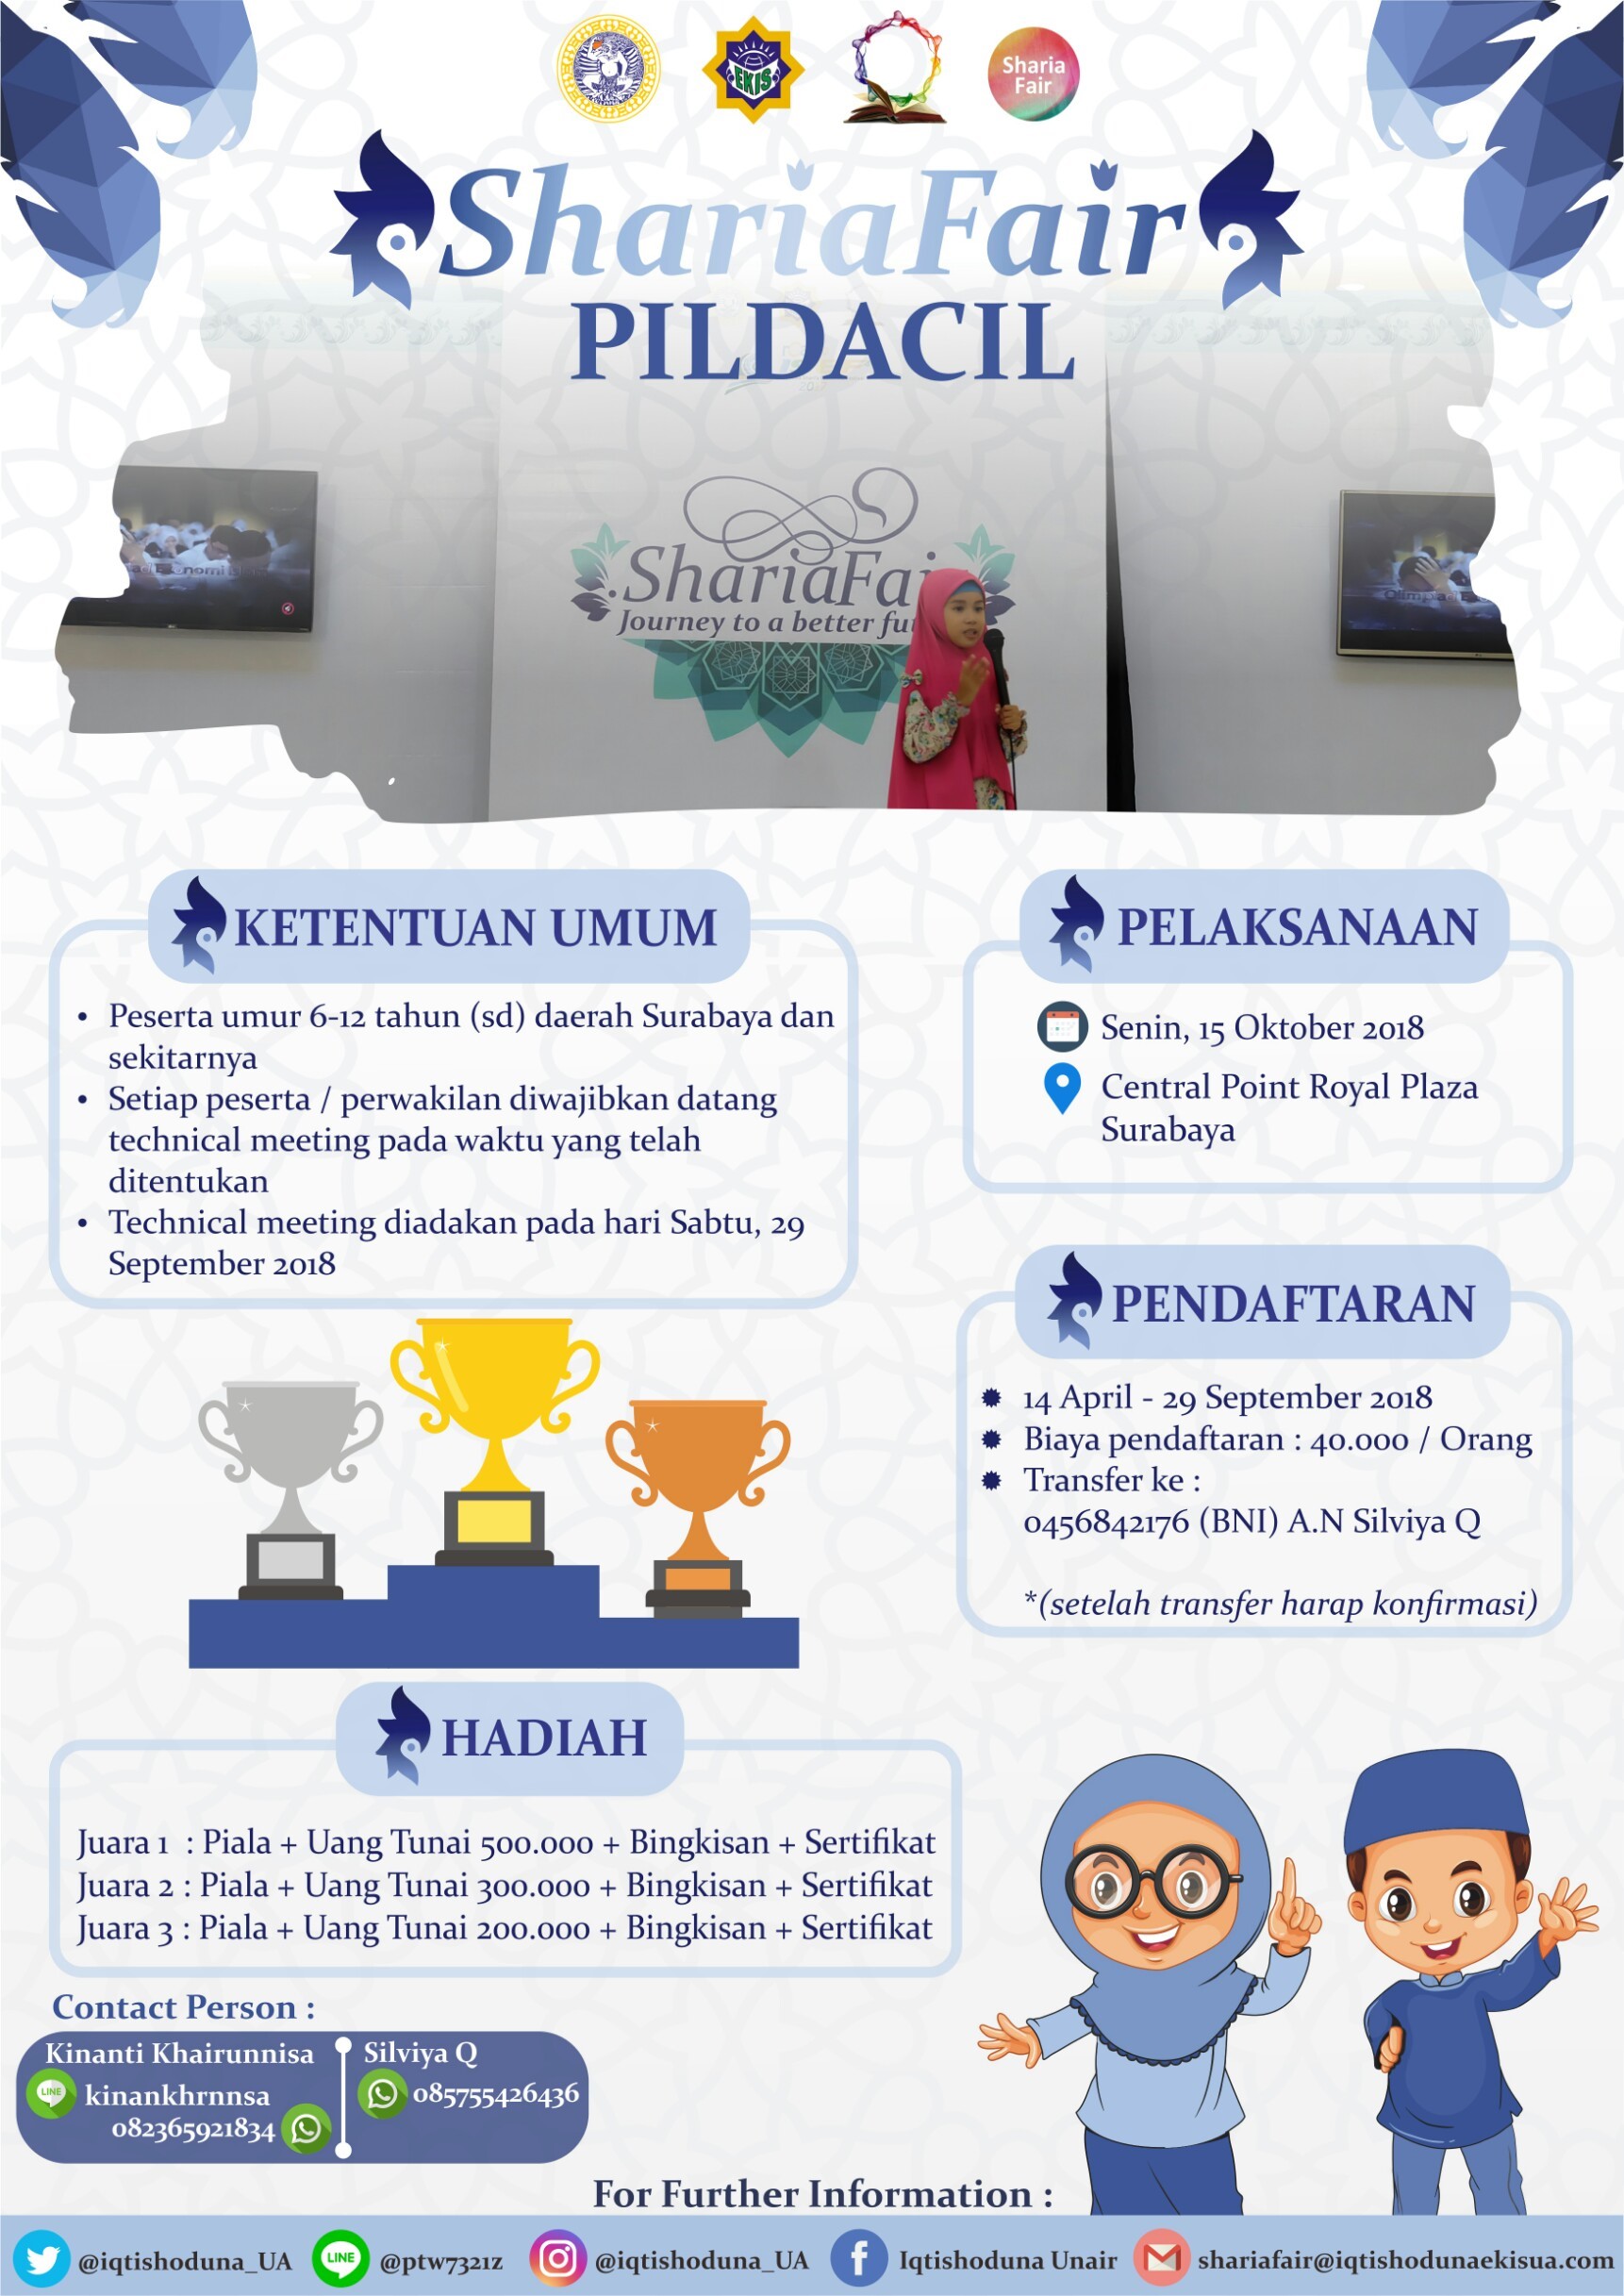 EKIS
Sharia
Fair
ShariaFair
PILDACIL
ShariaFai
Journey to a better fu
Olimpiad E
KETENTUAN UMUM
• Peserta umur 6-12 tahun (sd) daerah Surabaya dan
sekitarnya
• Setiap peserta / perwakilan diwajibkan datang
technical meeting pada waktu yang telah
ditentukan
• Technical meeting diadakan pada hari Sabtu, 29
September 2018
PELAKSANAAN
Senin, 15 Oktober 2018
Central Point Royal Plaza
Surabaya
PENDAFTARAN
14 April - 29 September 2018
Biaya pendaftaran : 40.000 / Orang
Transfer ke :
0456842176 (BNI) A.N Silviya Q
*(setelah transfer harap konfirmasi)
HADIAH
Juara 1 : Piala + Uang Tunai 500.000 + Bingkisan + Sertifikat
Juara 2 : Piala + Uang Tunai 300.000 + Bingkisan + Sertifikat
Juara 3 : Piala + Uang Tunai 200.000 + Bingkisan + Sertifikat
Contact Person :
Kinanti Khairunnisa
LINE kinankhrnnsa
082365921834
Silviya Q
085755426436
For Further Information :
@iqtishoduna_UA LINE @ptw7321z @iqtishoduna_UA Iqtishoduna Unair shariafair@iqtishodunaekisua.com